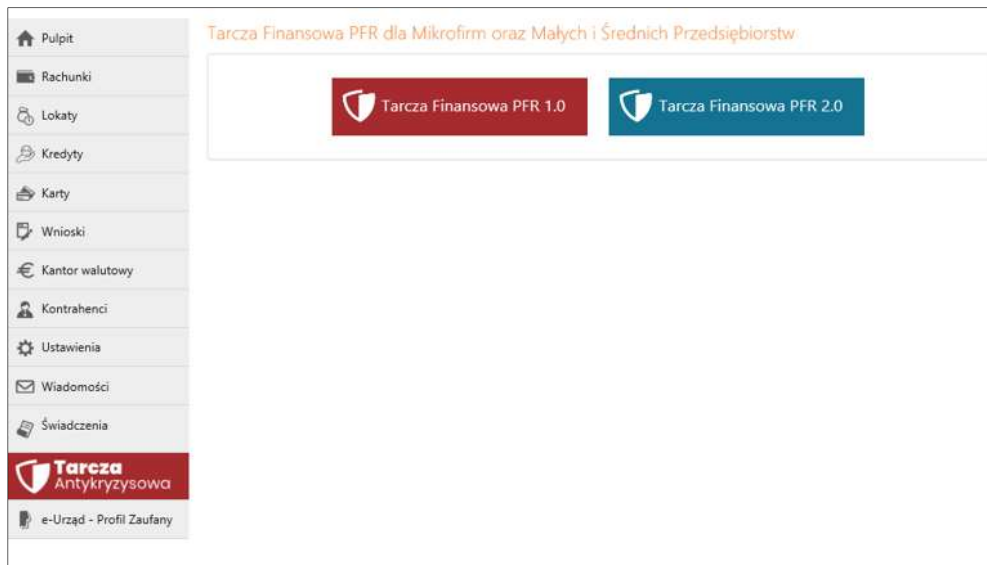 Pulpit
Rachunki
Lokaty
Kredyty
Karty
Wnioski
Kantor walutowy
Kontrahenci
Ustawienia
Wiadomości
Świadczenia
Tarcza
Antykryzysowa
e-Urząd - Profil Zaufany
Tarcza Finansowa PFR dla Mikrofirm oraz Małych i Średnich Przedsiębiorstw
Tarcza Finansowa PFR 1.0
Tarcza Finansowa PFR 2.0